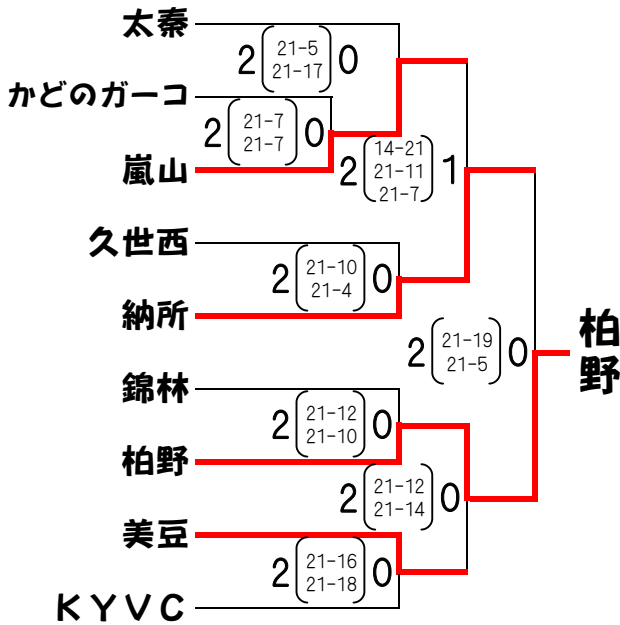 太秦
2 21-5 0
21-17
かどのガーコ
2 21-7 0
21-7
嵐山
2 14-21 1
21-11
21-7
久世西
2 21-10 0
21-4
納所
2 21-19 0
21-5
柏野
錦林
2 21-12 0
21-10
柏野
2 21-12 0
21-14
美豆
2 21-16 0
21-18
KYVC